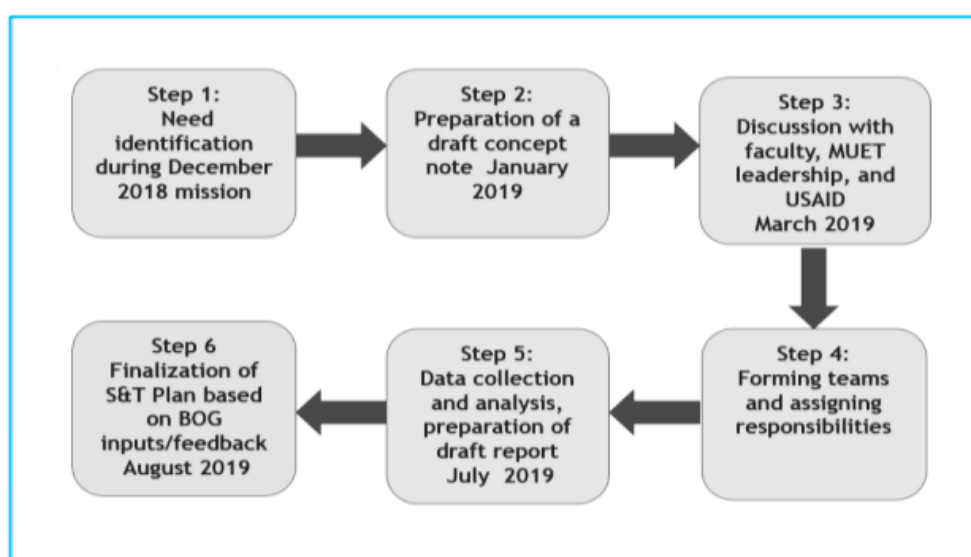 Step 1:
Need
identification
during December
2018 mission
Step 2:
Preparation of a
draft concept
note January
2019
Step 3:
Discussion with
faculty, MUET
leadership, and
USAID
March 2019
Step 4:
Forming teams
and assigning
responsibilities
Step 5:
Data collection
and analysis,
preparation of
draft report
July 2019
Step 6
Finalization of
S&T Plan based
on BOG
inputs/feedback
August 2019